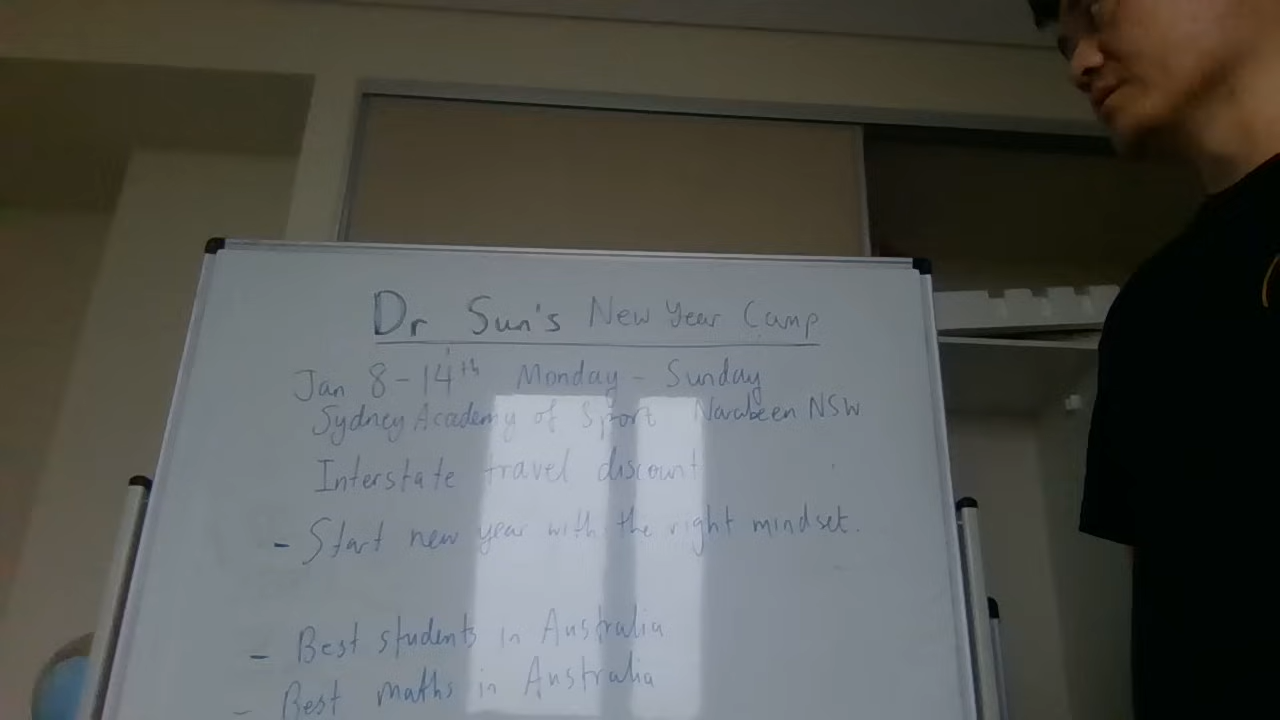 Dr Sun's New Year Camp
Jan 8-14th Monday - Sunday
Sydney Academy of Sport Narabeen NSW
Interstate travel discount
- Start new year with the right mindset.
- Best students in Australia
- Best maths in Australia